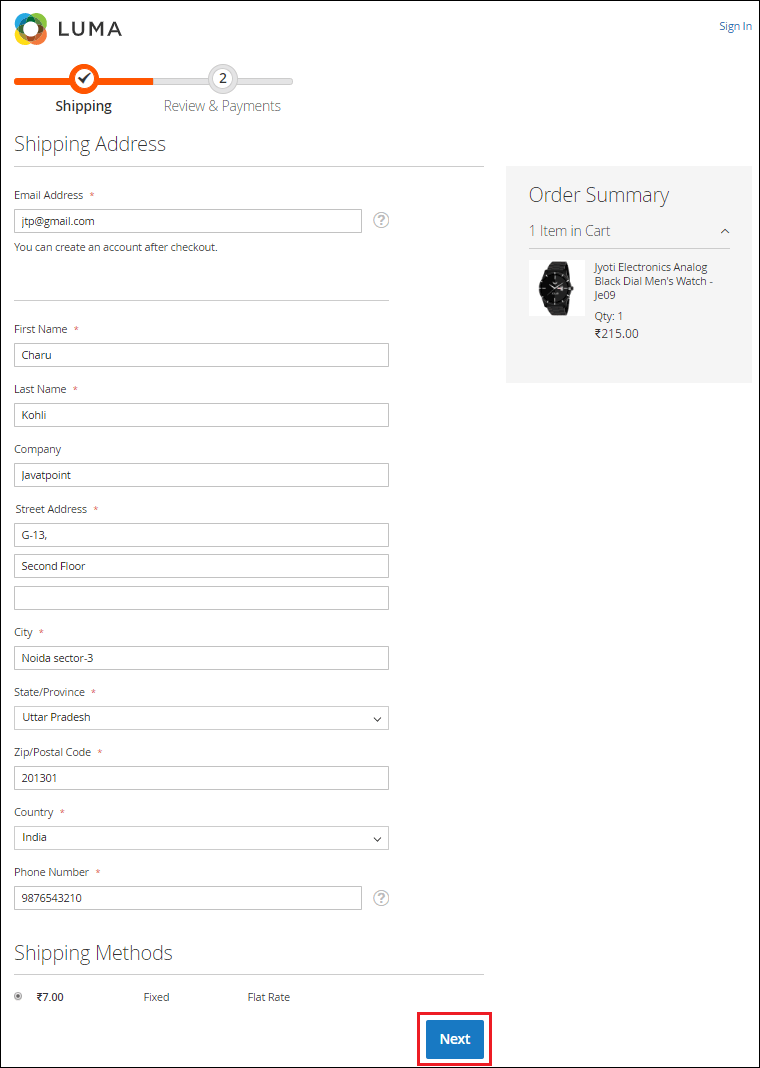 LUMA
Sign In
2
Shipping
Review & Payments
Shipping Address
Email Address *
jtp@gmail.com
?
You can create an account after checkout.
First Name *
Charu
Last Name *
Kohli
Company
Javatpoint
Street Address *
G-13,
Second Floor
City *
Noida sector-3
State/Province *
Uttar Pradesh
Zip/Postal Code *
201301
Country *
India
Phone Number *
9876543210
?
Shipping Methods
₹7.00 Fixed Flat Rate
Next
Order Summary
1 Item in Cart
Jyoti Electronics Analog
Black Dial Men's Watch -
Je09
Qty: 1
₹215.00